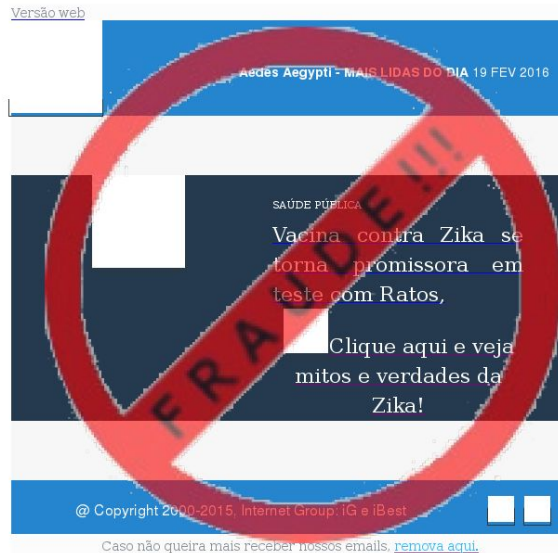 Versão web
Aedes Aegypti - MAIS LIDAS DO DIA 19 FEV 2016
SAÚDE PÚBLICA
Vacina contra Zika se
torna promissora em
teste com Ratos,
FRAUDE!!!
Clique aqui e veja
mitos e verdades da
Zika!
@ Copyright 2000-2015, Internet Group: iG e iBest
Caso não queira mais receber nossos emails, remova aqui.